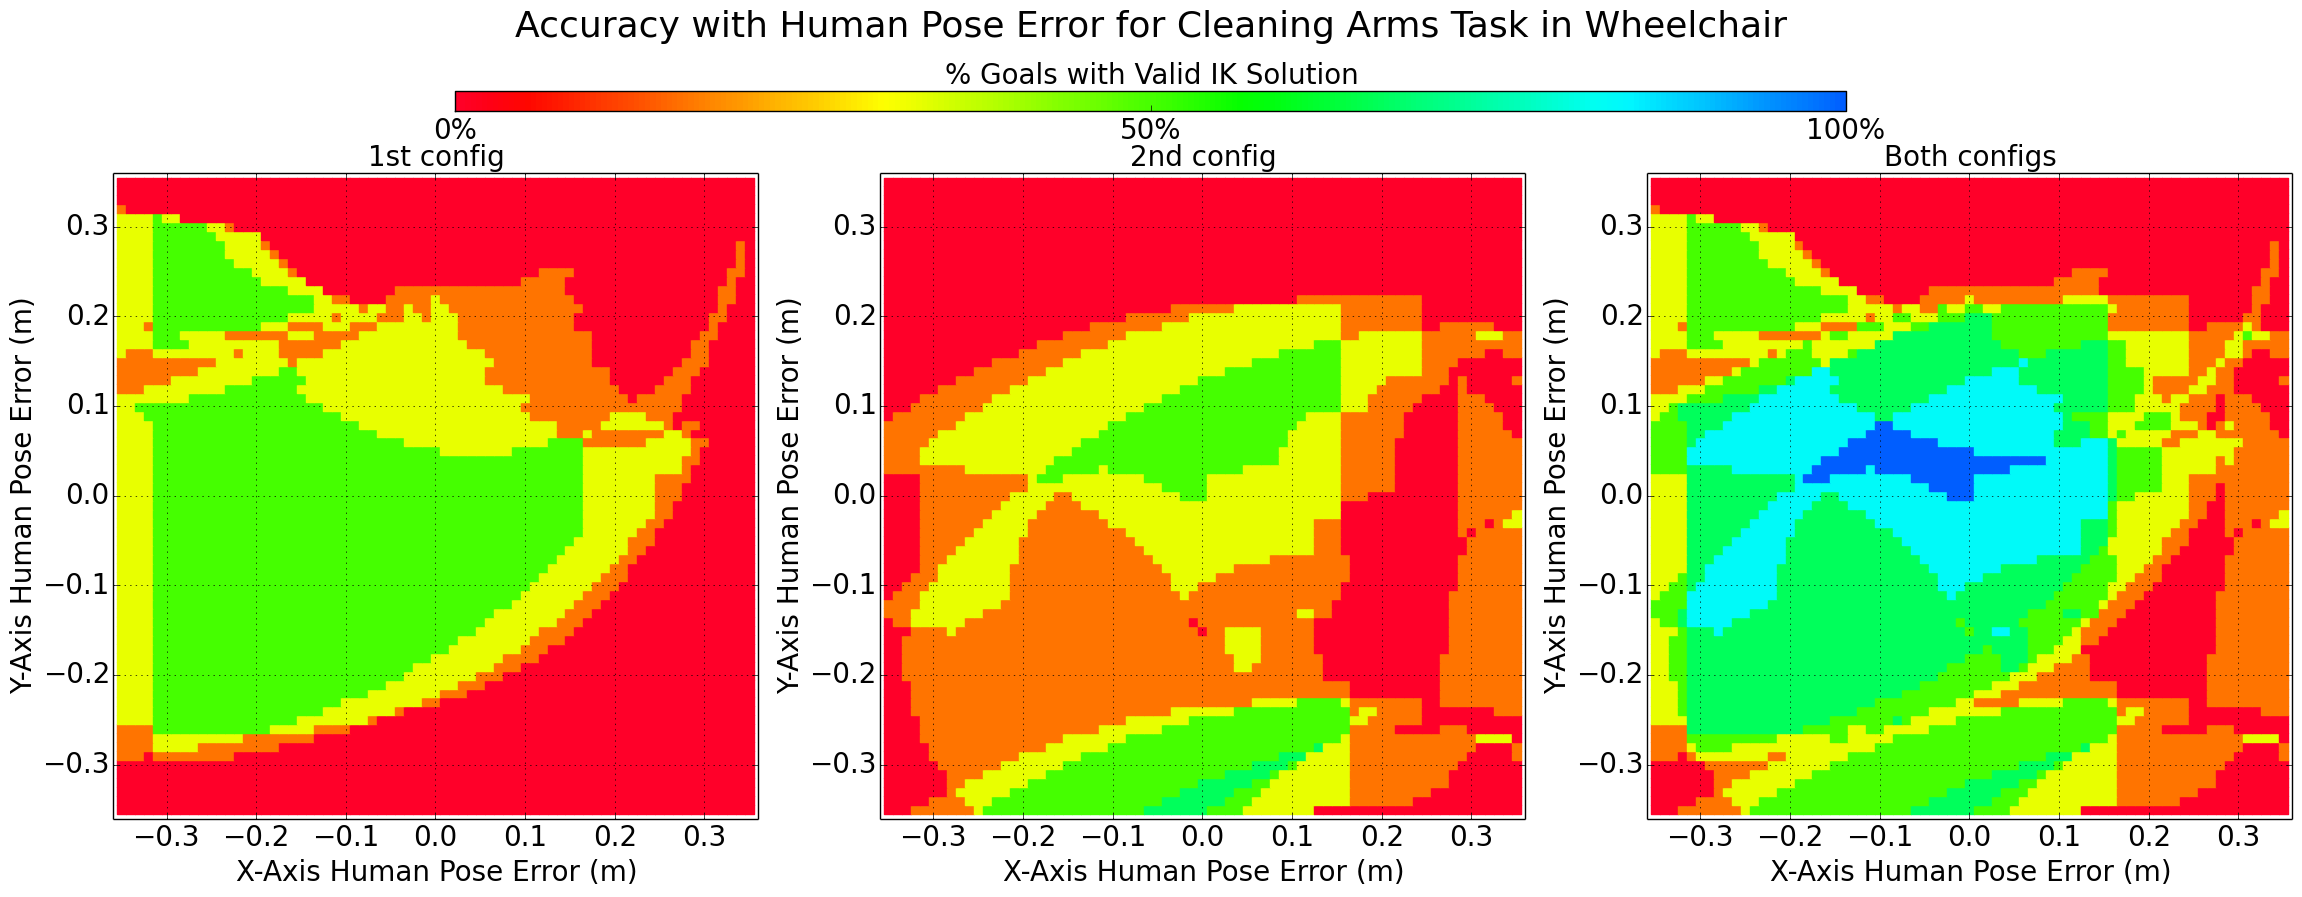 Accuracy with Human Pose Error for Cleaning Arms Task in Wheelchair
% Goals with Valid IK Solution
0% 50% 100%
1st config 2nd config Both configs
0.3 0.3 0.3
0.2 0.2 0.2
0.1 0.1 0.1
0.0 0.0 0.0
−0.1 −0.1 −0.1
−0.2 −0.2 −0.2
−0.3 −0.3 −0.3
Y-Axis Human Pose Error (m) Y-Axis Human Pose Error (m) Y-Axis Human Pose Error (m)
−0.3 −0.2 −0.1 0.0 0.1 0.2 0.3 −0.3 −0.2 −0.1 0.0 0.1 0.2 0.3 −0.3 −0.2 −0.1 0.0 0.1 0.2 0.3
X-Axis Human Pose Error (m) X-Axis Human Pose Error (m) X-Axis Human Pose Error (m)